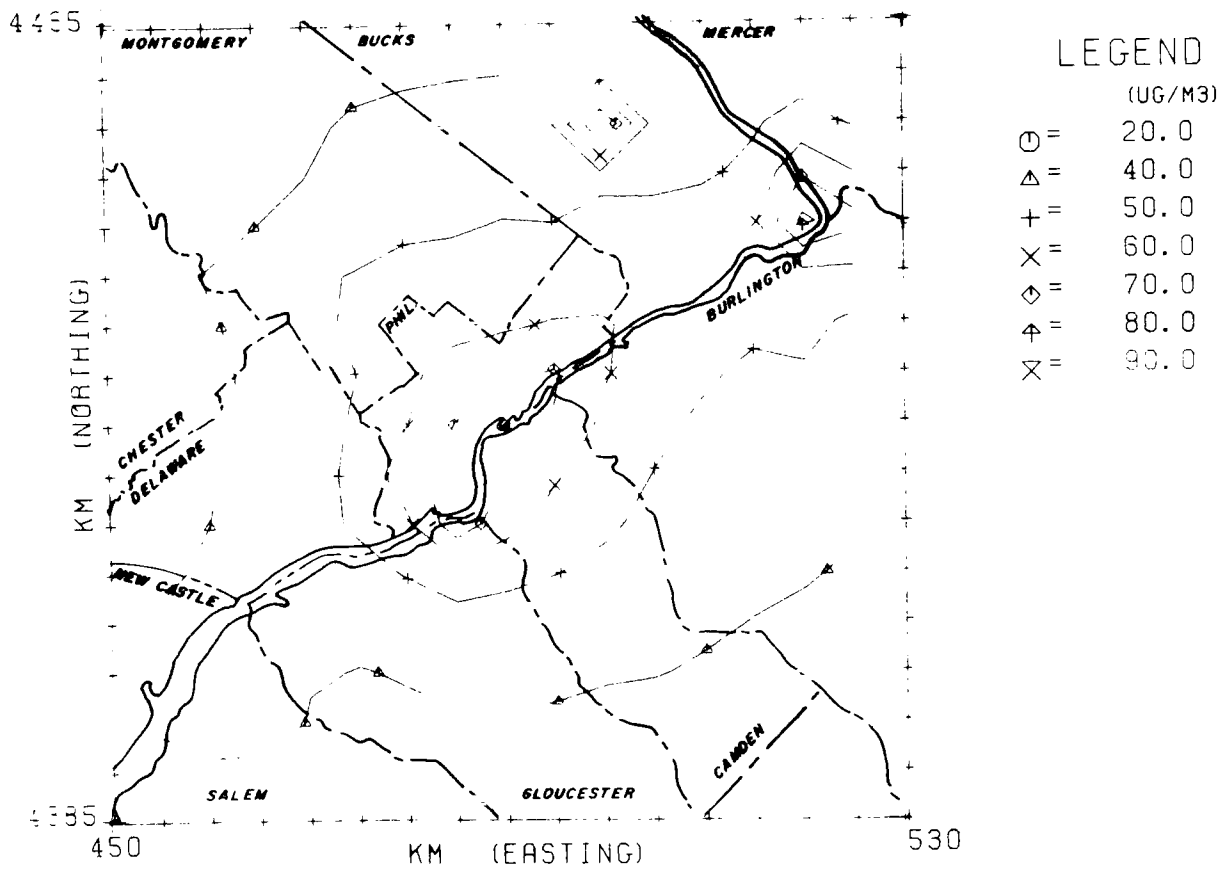 MONTGOMERY
BUCKS
MERCER
LEGEND
(UG/M3)
= 20.0
= 40.0
= 50.0
= 60.0
= 70.0
= 80.0
= 90.0
PHIL
BURLINGTON
CHESTER
DELAWARE
NEW CASTLE
SALEM
GLOUCESTER
CAMDEN
KM (NORTHING)
450
530
KM (EASTING)